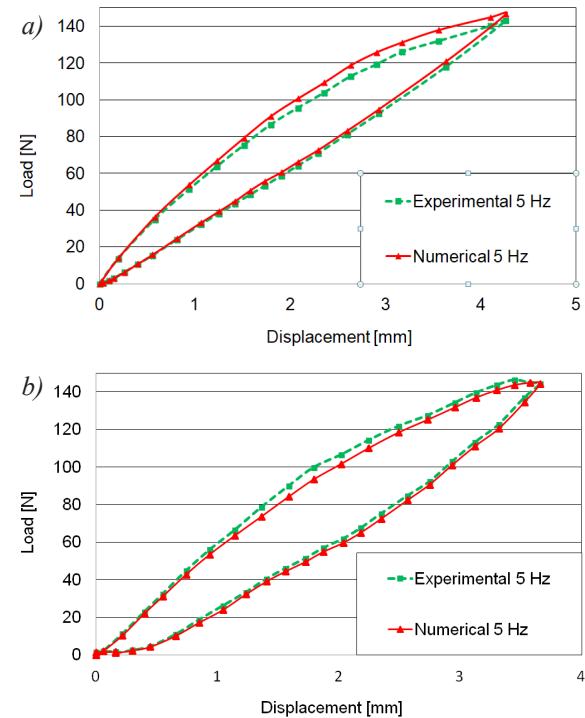 a)
140
120
100
80
60
40
20
0
Load [N]
0 1 2 3 4 5
Displacement [mm]
Experimental 5 Hz
Numerical 5 Hz
b)
140
120
100
80
60
40
20
0
Load [N]
0 1 2 3 4
Displacement [mm]
Experimental 5 Hz
Numerical 5 Hz